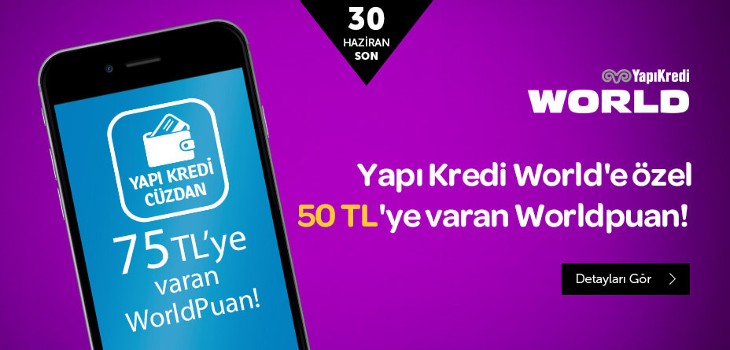 30
HAZİRAN
SON
YapıKredi
WORLD
Yapı Kredi World'e özel
50 TL'ye varan Worldpuan!
Detayları Gör
YAPI KREDİ
CÜZDAN
75TL'ye
varan
WorldPuan!